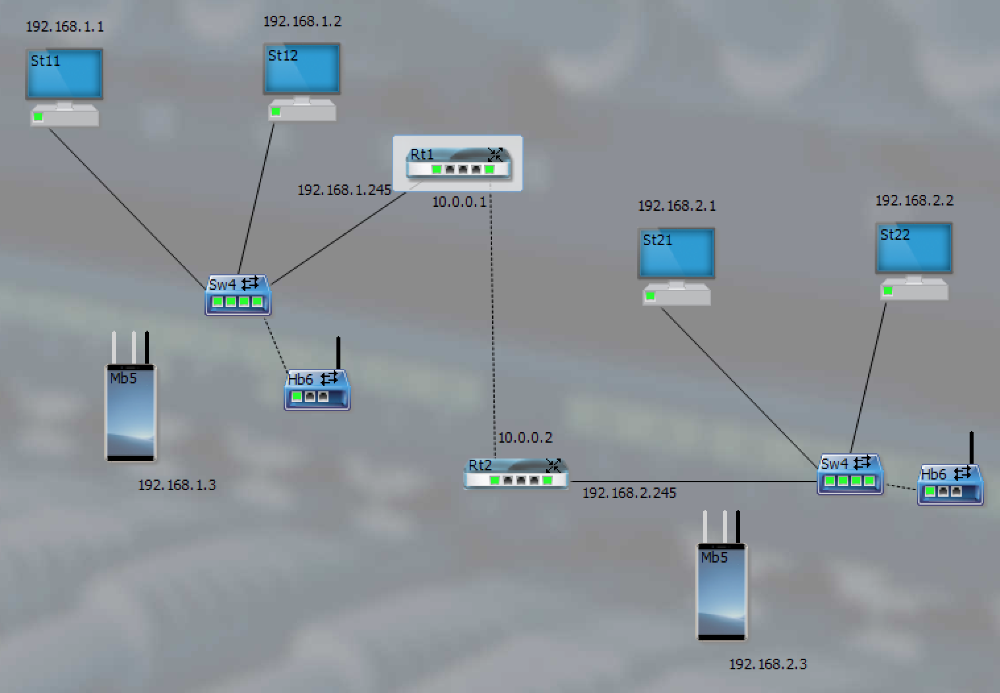 192.168.1.1
192.168.1.2
St11
St12
Rt1
192.168.1.245
10.0.0.1
192.168.2.1
192.168.2.2
St21
St22
Sw4
Mb5
Hb6
192.168.1.3
10.0.0.2
Rt2
192.168.2.245
Sw4
Hb6
Mb5
192.168.2.3